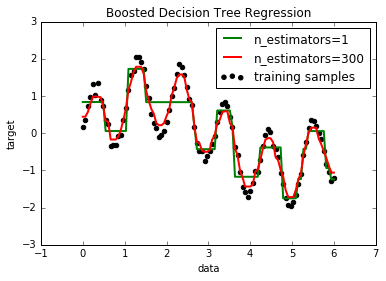 Boosted Decision Tree Regression
3
2
1
0
−1
−2
−3
target
n_estimators=1
n_estimators=300
training samples
−1 0 1 2 3 4 5 6 7
data